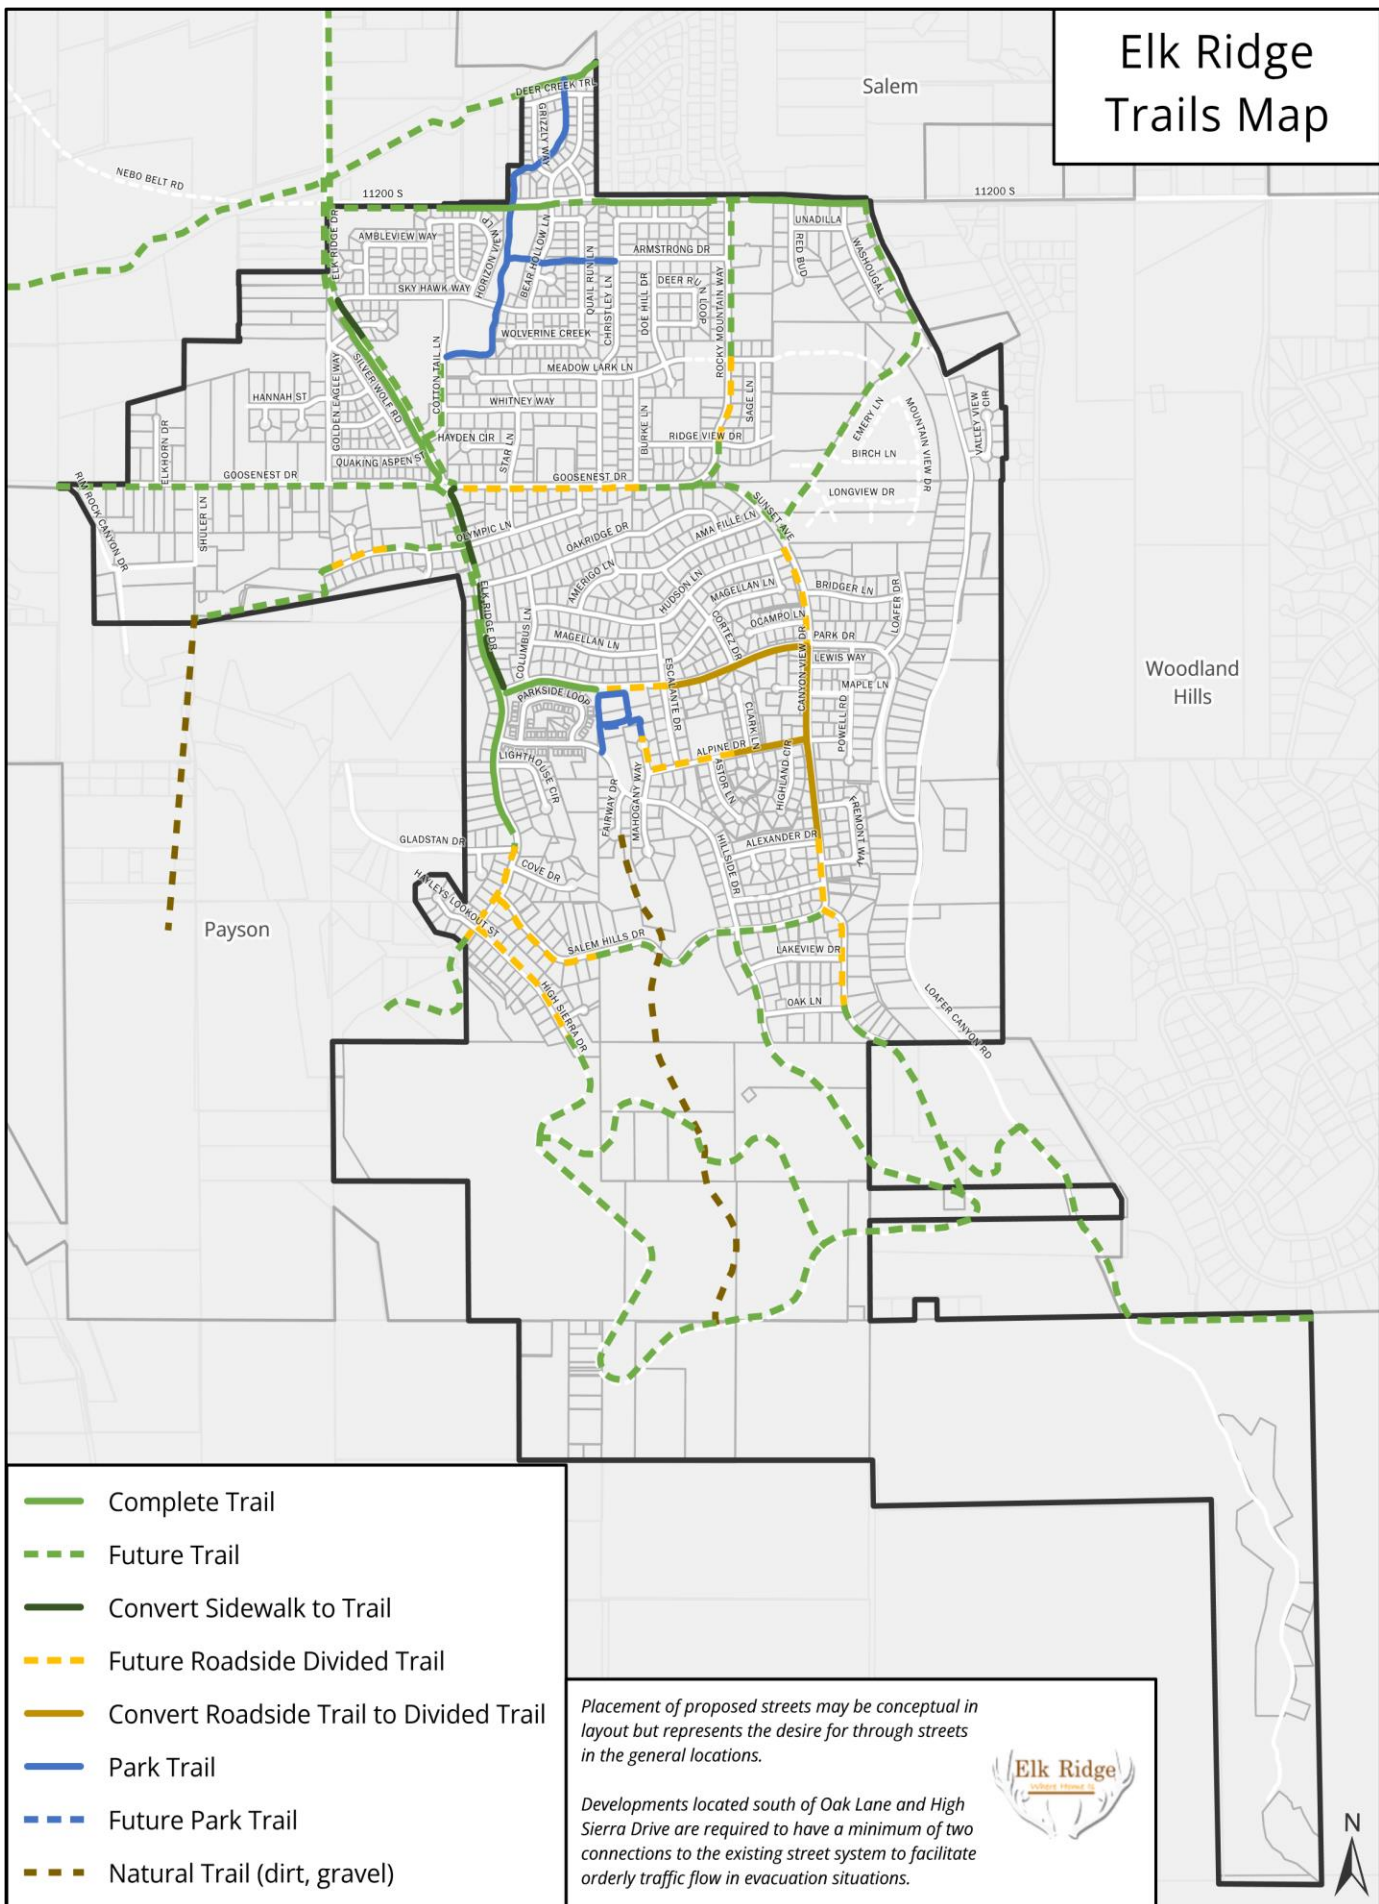 Elk Ridge
Trails Map
Salem
DEER CREEK TRL
GRIZZLY WAY
NEBO BELT RD
11200 S
11200 S
ELK RIDGE DR
AMBLEVIEW WAY
HORIZON VIEW LP
BEAR HOLLOW LN
QUAIL RUN LN
ARMSTRONG DR
UNADILLA
RED BUD
WASHOUGAL
SKY HAWK WAY
CHRISTLEY LN
DOE HILL DR
DEER RUN LOOP
ROCKY MOUNTAIN WAY
WOLVERINE CREEK
COTTON TAIL LN
MEADOW LARK LN
SILVER WOLF RD
GOLDEN EAGLE WAY
HANNAH ST
WHITNEY WAY
SAGE LN
EMERY LN
MOUNTAIN VIEW DR
VALLEY VIEW
CIR
ELKHORN DR
HAYDEN CIR
STAR LN
BURKE LN
RIDGE VIEW DR
BIRCH LN
QUAKING ASPEN ST
GOOSENEST DR
GOOSENEST DR
LONGVIEW DR
RIM ROCK CANYON DR
SHULER LN
SUNSET AVE
OLYMPIC LN
OAKRIDGE DR
AMA FILLE LN
AMERIGO LN
HUDSON LN
MAGELLAN LN
BRIDGER LN
LOAFER DR
ELK RIDGE DR
COLUMBUS LN
MAGELLAN LN
CORTEZ DR
OCAMPO LN
PARK DR
LEWIS WAY
ESCALANTE DR
CANYON VIEW DR
MAPLE LN
Woodland
Hills
PARKSIDE LOOP
CLARK LN
POWELL RD
ALPINE DR
LIGHTHOUSE CIR
ASTOR LN
HIGHLAND CIR
FAIRWAY DR
MAHOGANY WAY
FREMONT WAY
GLADSTAN DR
HILLSIDE DR
ALEXANDER DR
COVE DR
HAYLEYS LOOKOUT ST
Payson
SALEM HILLS DR
LAKEVIEW DR
HIGH SIERRA DR
OAK LN
LOAFER CANYON RD
Complete Trail
Future Trail
Convert Sidewalk to Trail
Future Roadside Divided Trail
Convert Roadside Trail to Divided Trail
Park Trail
Future Park Trail
Natural Trail (dirt, gravel)
Placement of proposed streets may be conceptual in
layout but represents the desire for through streets
in the general locations.
Developments located south of Oak Lane and High
Sierra Drive are required to have a minimum of two
connections to the existing street system to facilitate
orderly traffic flow in evacuation situations.
Elk Ridge
Where Home Is
N